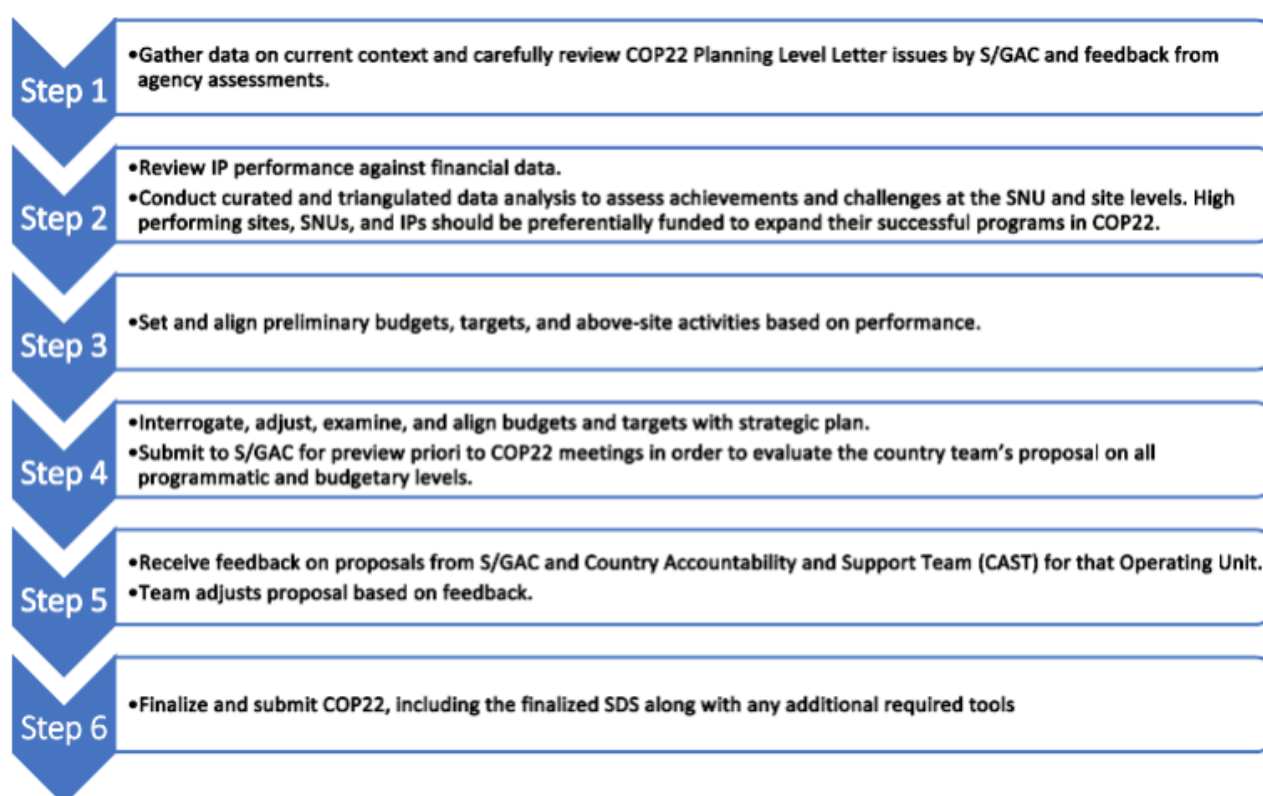 Step 1
•Gather data on current context and carefully review COP22 Planning Level Letter issues by S/GAC and feedback from
agency assessments.
Step 2
•Review IP performance against financial data.
•Conduct curated and triangulated data analysis to assess achievements and challenges at the SNU and site levels. High
performing sites, SNUs, and IPs should be preferentially funded to expand their successful programs in COP22.
Step 3
•Set and align preliminary budgets, targets, and above-site activities based on performance.
Step 4
•Interrogate, adjust, examine, and align budgets and targets with strategic plan.
•Submit to S/GAC for preview priori to COP22 meetings in order to evaluate the country team's proposal on all
programmatic and budgetary levels.
Step 5
•Receive feedback on proposals from S/GAC and Country Accountability and Support Team (CAST) for that Operating Unit.
•Team adjusts proposal based on feedback.
Step 6
•Finalize and submit COP22, including the finalized SDS along with any additional required tools